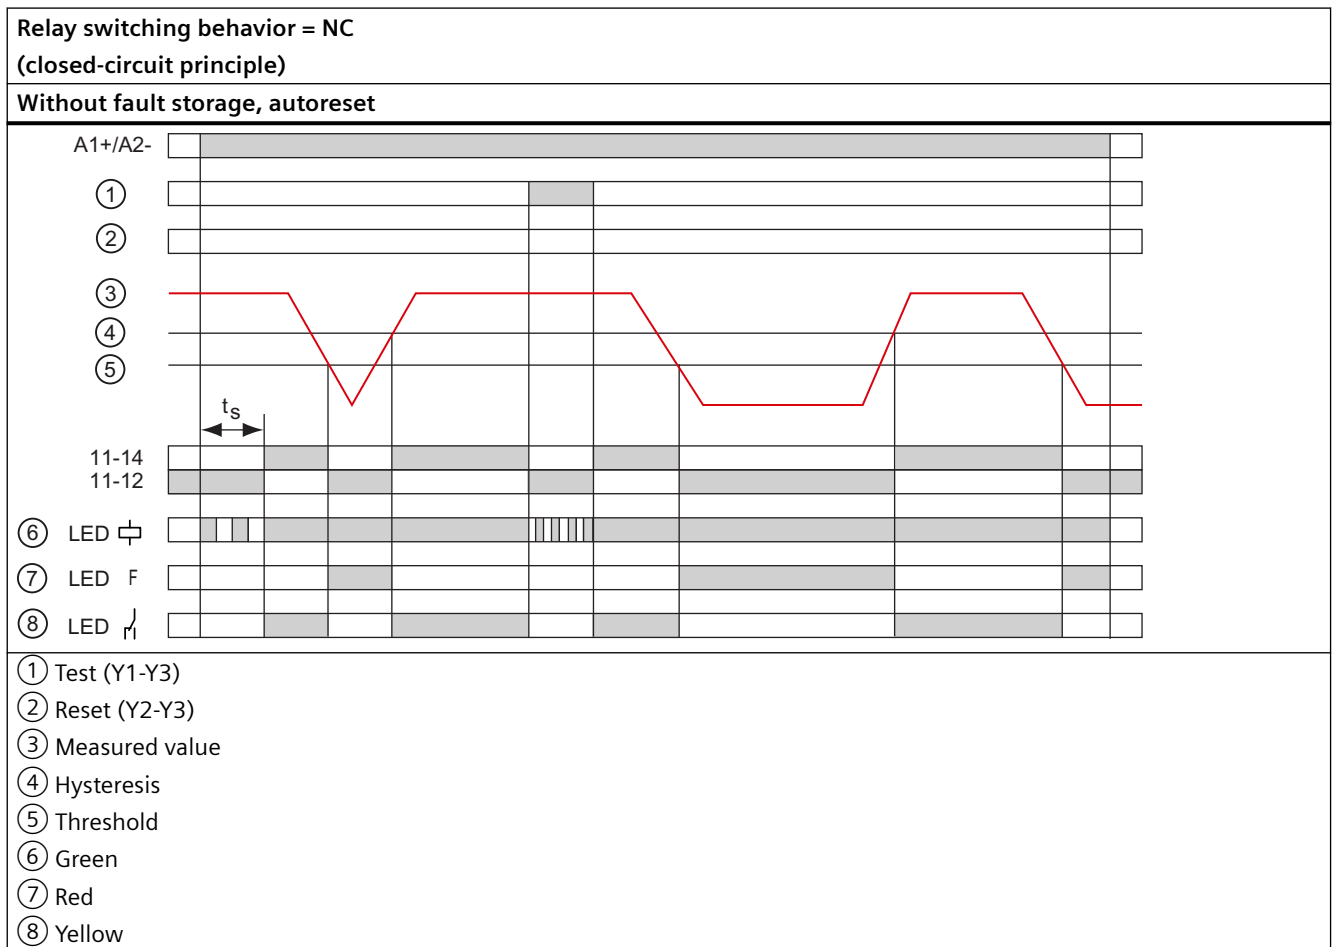 Relay switching behavior = NC
(closed-circuit principle)
Without fault storage, autoreset
A1+/A2-
1
2
3
4
5
ts
11-14
11-12
6 LED
7 LED F
8 LED
1 Test (Y1-Y3)
2 Reset (Y2-Y3)
3 Measured value
4 Hysteresis
5 Threshold
6 Green
7 Red
8 Yellow